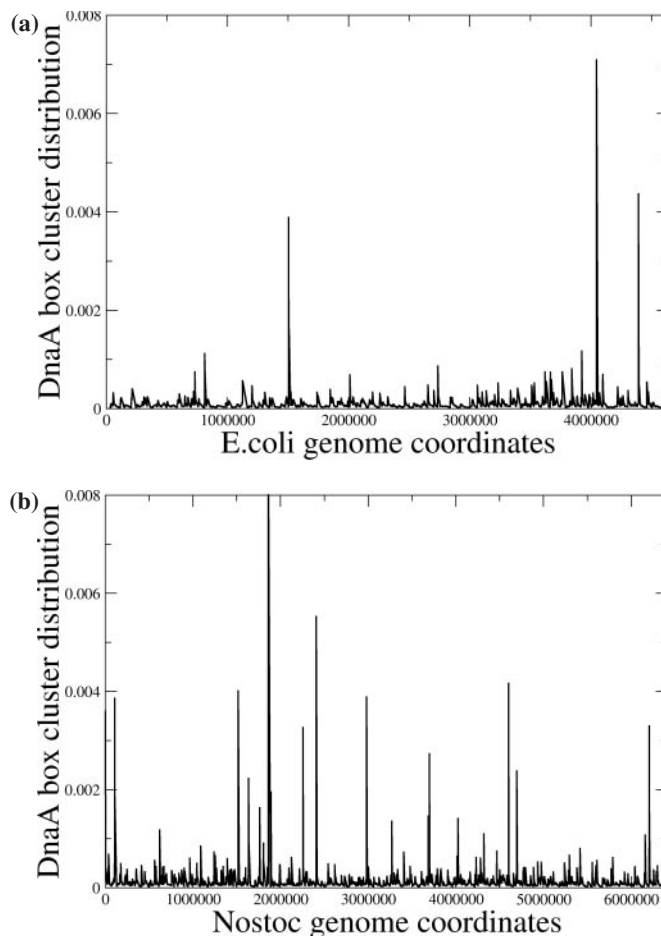 (a)
DnaA box cluster distribution
0.008
0.006
0.004
0.002
0
0 1000000 2000000 3000000 4000000
E.coli genome coordinates
(b)
DnaA box cluster distribution
0.008
0.006
0.004
0.002
0
0 1000000 2000000 3000000 4000000 5000000 6000000
Nostoc genome coordinates